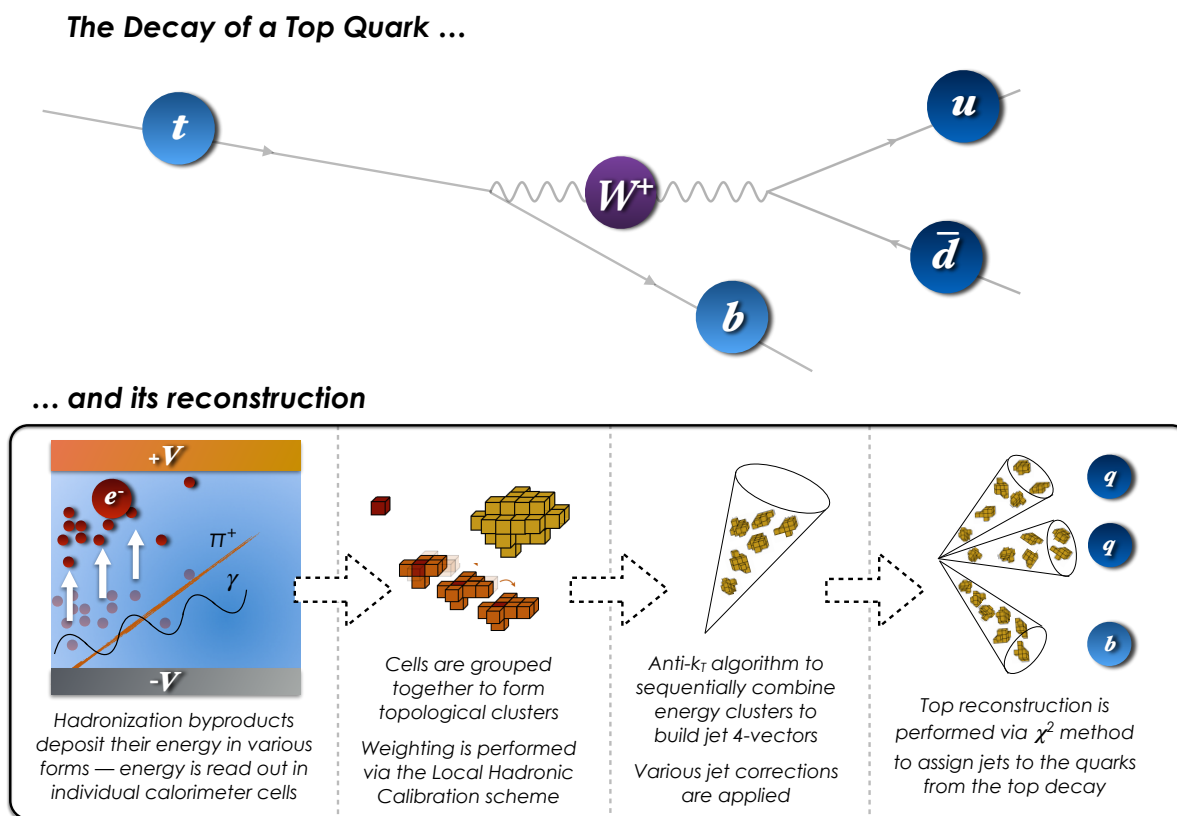 The Decay of a Top Quark ...
t
W⁺
u
d̅
b
... and its reconstruction
+V
e⁻
π⁺
γ
-V
Hadronization byproducts
deposit their energy in various
forms — energy is read out in
individual calorimeter cells
Cells are grouped
together to form
topological clusters
Weighting is performed
via the Local Hadronic
Calibration scheme
Anti-k_T algorithm to
sequentially combine
energy clusters to
build jet 4-vectors
Various jet corrections
are applied
q
q
b
Top reconstruction is
performed via χ² method
to assign jets to the quarks
from the top decay